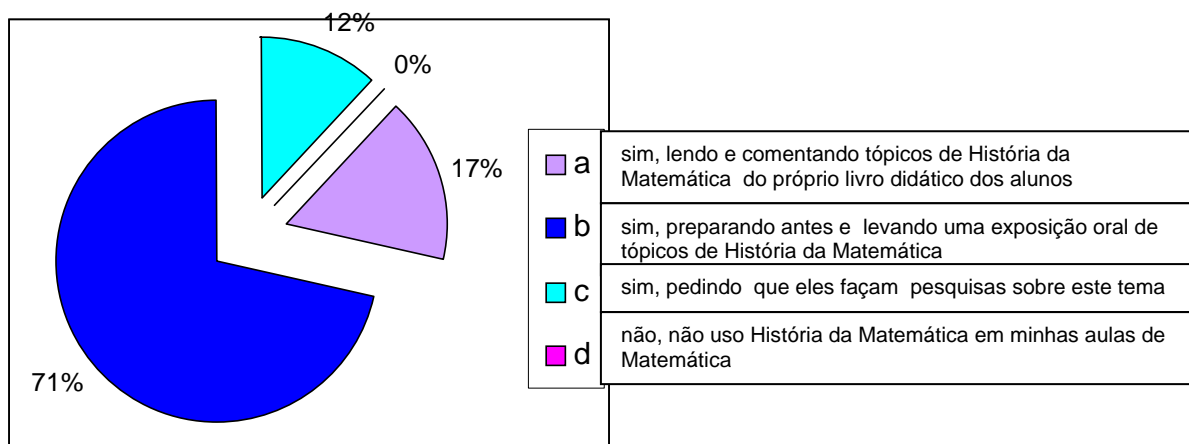 12%
0%
17%
71%
a sim, lendo e comentando tópicos de História da
Matemática do próprio livro didático dos alunos
b sim, preparando antes e levando uma exposição oral de
tópicos de História da Matemática
c sim, pedindo que eles façam pesquisas sobre este tema
d não, não uso História da Matemática em minhas aulas de
Matemática